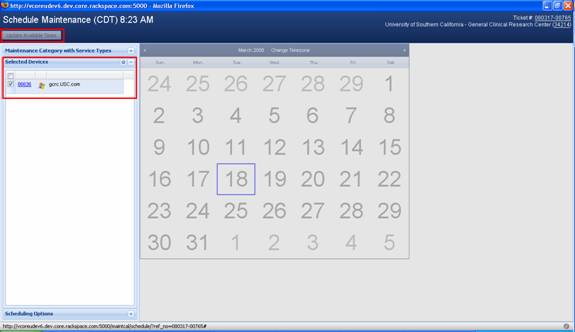 http://vcoreudev6.dev.core.rackspace.com:5000 - Mozilla Firefox
Schedule Maintenance (CDT) 8:23 AM
Ticket #: 080317-00765
University of Southern California - General Clinical Research Center (34214)
Update Available Times
Maintenance Category with Service Types
Selected Devices
gcrc.USC.com
March 2008 Change Timezone
Sun. Mon. Tue. Wed. Thu. Fri. Sat.
24 25 26 27 28 29 1
2 3 4 5 6 7 8
9 10 11 12 13 14 15
16 17 18 19 20 21 22
23 24 25 26 27 28 29
30 31 1 2 3 4 5
Scheduling Options
http://vcoreudev6.dev.core.rackspace.com:5000/maintcal/schedule/?ref_no=080317-00765#